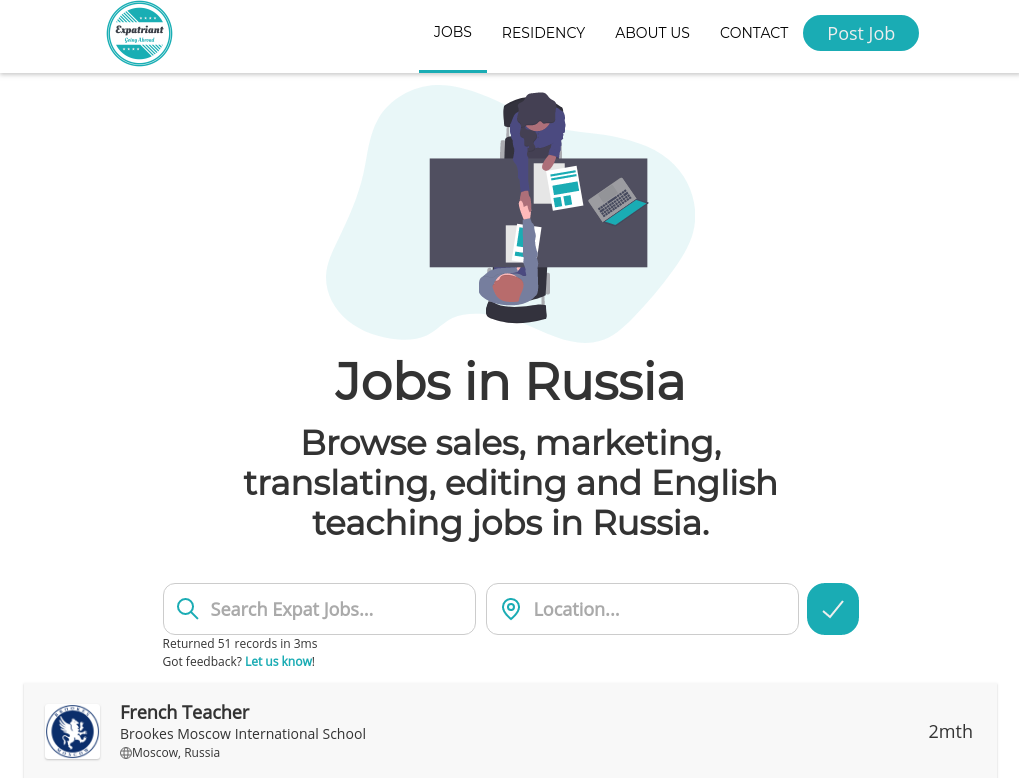 Expatriant
Going Abroad
JOBS
RESIDENCY
ABOUT US
CONTACT
Post Job
Jobs in Russia
Browse sales, marketing,
translating, editing and English
teaching jobs in Russia.
Search Expat Jobs...
Location...
Returned 51 records in 3ms
Got feedback? Let us know!
BROOKES
MOSCOW
French Teacher
Brookes Moscow International School
Moscow, Russia
2mth